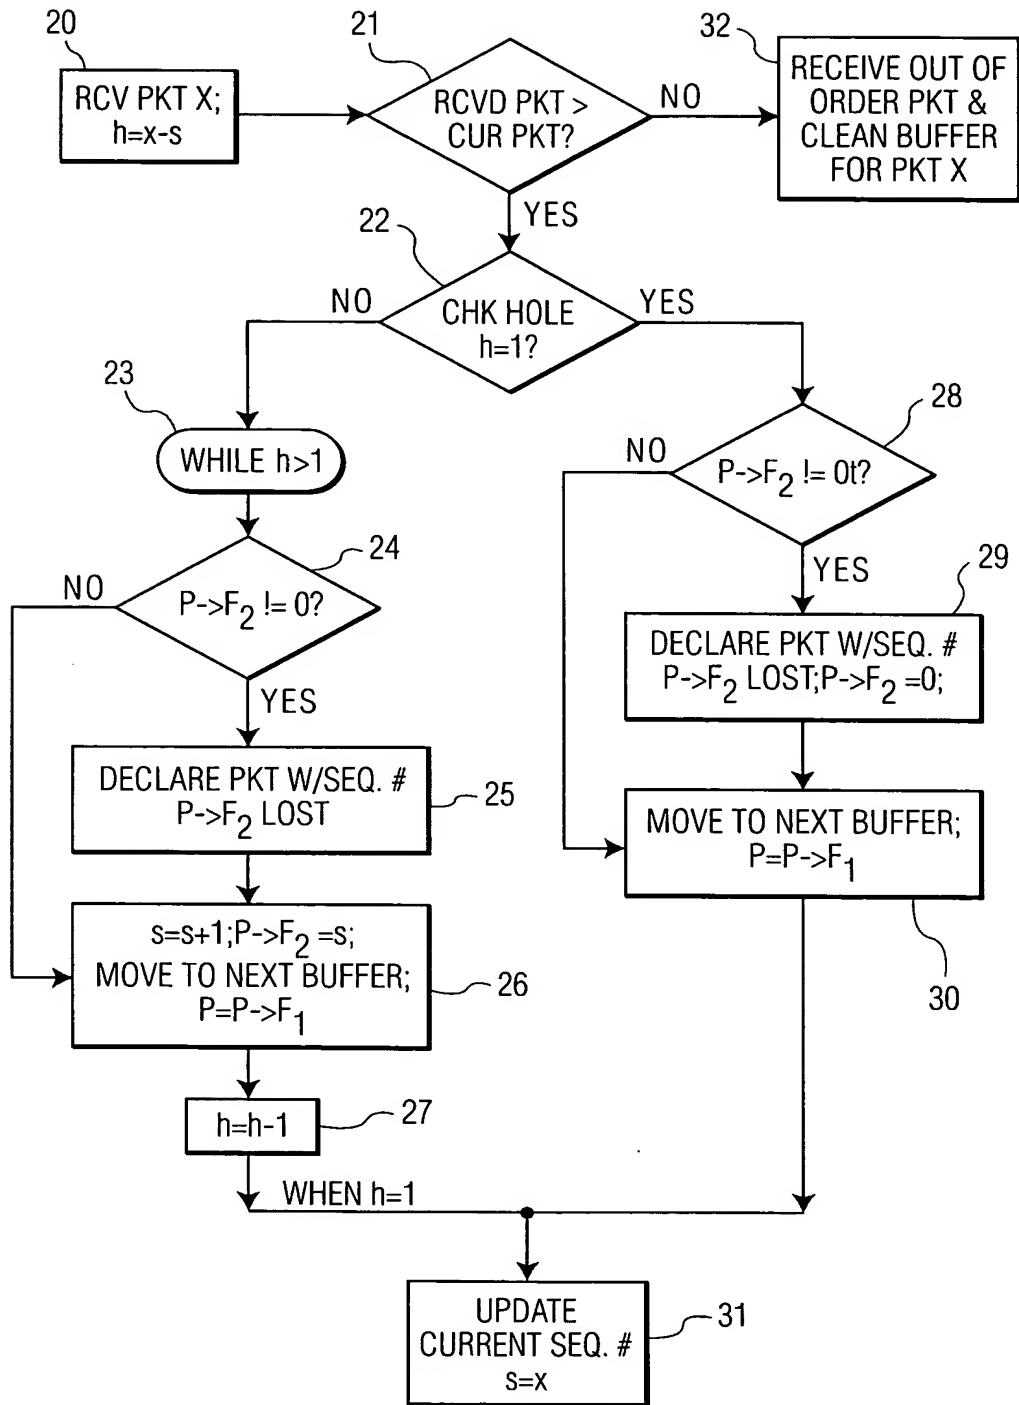 20
RCV PKT X;
h=x-s
21
RCVD PKT >
CUR PKT?
NO
32
RECEIVE OUT OF
ORDER PKT &
CLEAN BUFFER
FOR PKT X
YES
22
CHK HOLE
h=1?
NO
YES
23
WHILE h>1
24
P->F2 != 0?
NO
YES
DECLARE PKT W/SEQ. #
P->F2 LOST
25
s=s+1;P->F2 =s;
MOVE TO NEXT BUFFER;
P=P->F1
26
h=h-1
27
WHEN h=1
28
P->F2 != 0t?
NO
YES
29
DECLARE PKT W/SEQ. #
P->F2 LOST;P->F2 =0;
MOVE TO NEXT BUFFER;
P=P->F1
30
UPDATE
CURRENT SEQ. #
s=x
31